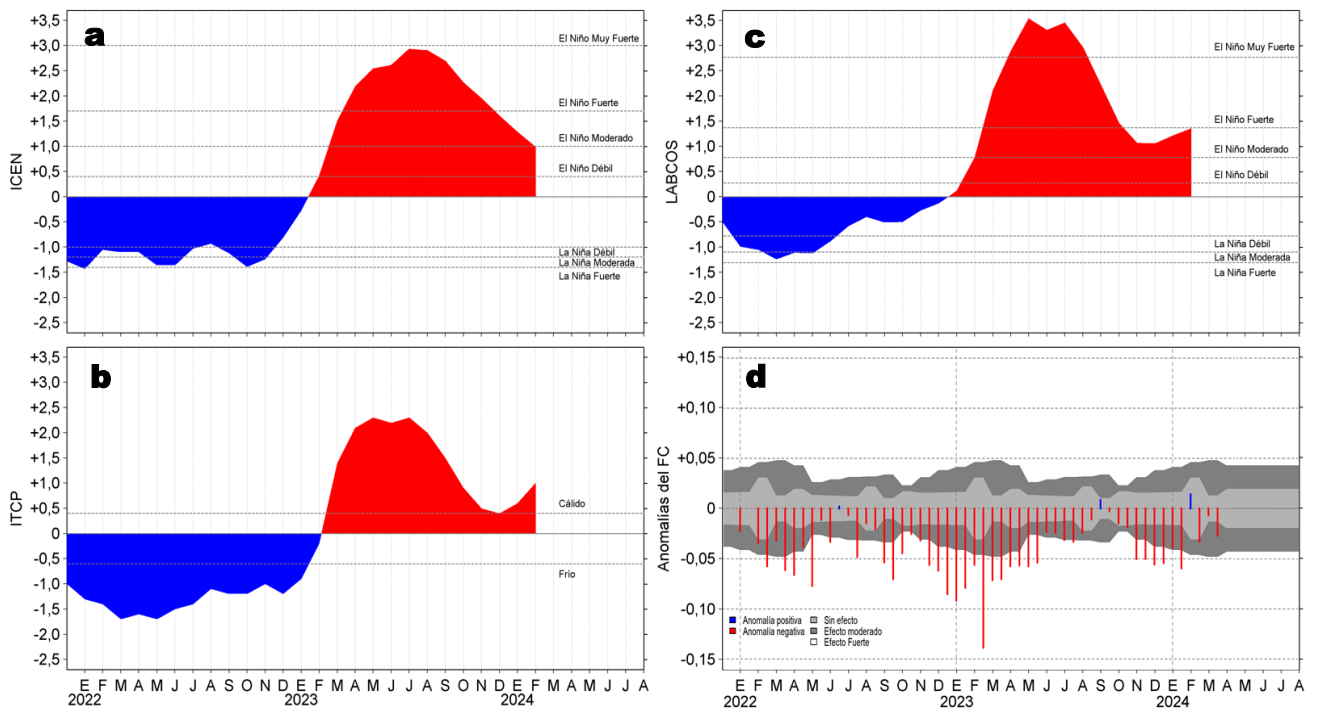 a
ICEN
+3,5
+3,0
+2,5
+2,0
+1,5
+1,0
+0,5
0
-0,5
-1,0
-1,5
-2,0
-2,5
El Niño Muy Fuerte
El Niño Fuerte
El Niño Moderado
El Niño Débil
La Niña Débil
La Niña Moderada
La Niña Fuerte
c
LABCOS
+3,5
+3,0
+2,5
+2,0
+1,5
+1,0
+0,5
0
-0,5
-1,0
-1,5
-2,0
-2,5
El Niño Muy Fuerte
El Niño Fuerte
El Niño Moderado
El Niño Débil
La Niña Débil
La Niña Moderada
La Niña Fuerte
b
ITCP
+3,5
+3,0
+2,5
+2,0
+1,5
+1,0
+0,5
0
-0,5
-1,0
-1,5
-2,0
-2,5
Cálido
Frío
E F M A M J J A S O N D E F M A M J J A S O N D E F M A M J J A
2022 2023 2024
d
Anomalías del FC
+0,15
+0,10
+0,05
0
-0,05
-0,10
-0,15
Anomalía positiva
Anomalía negativa
Sin efecto
Efecto moderado
Efecto Fuerte
E F M A M J J A S O N D E F M A M J J A S O N D E F M A M J J A
2022 2023 2024